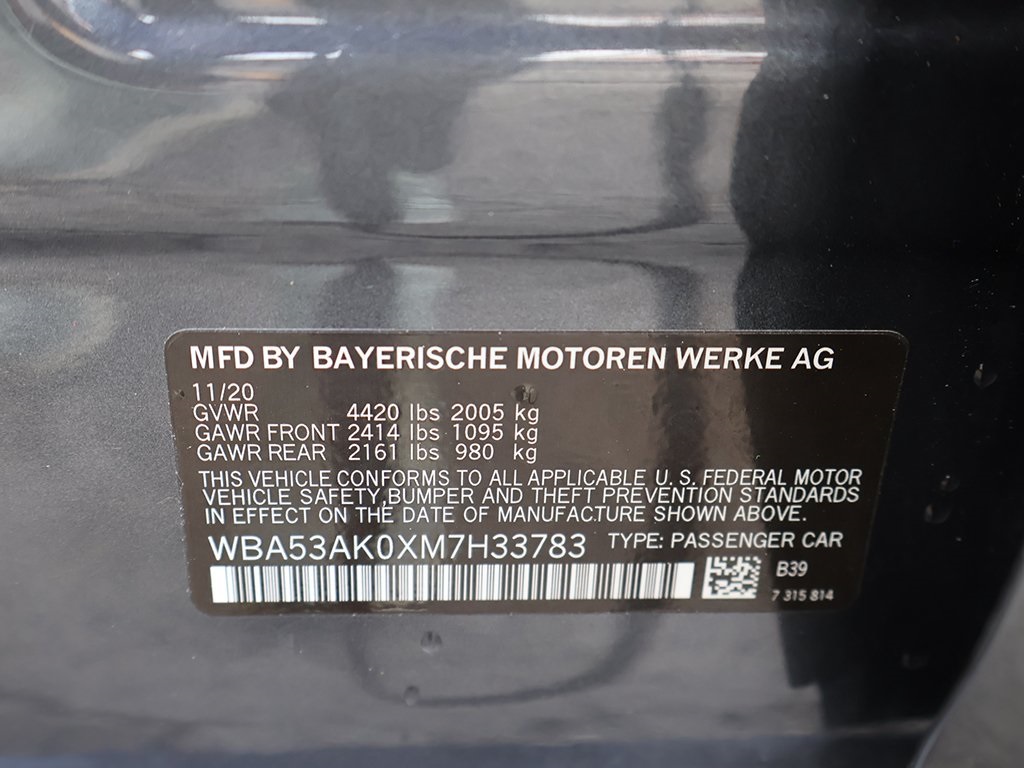 MFD BY BAYERISCHE MOTOREN WERKE AG
11/20
GVWR 4420 lbs 2005 kg
GAWR FRONT 2414 lbs 1095 kg
GAWR REAR 2161 lbs 980 kg
THIS VEHICLE CONFORMS TO ALL APPLICABLE U.S. FEDERAL MOTOR
VEHICLE SAFETY,BUMPER AND THEFT PREVENTION STANDARDS
IN EFFECT ON THE DATE OF MANUFACTURE SHOWN ABOVE.
WBA53AK0XM7H33783 TYPE: PASSENGER CAR
B39
7 315 814